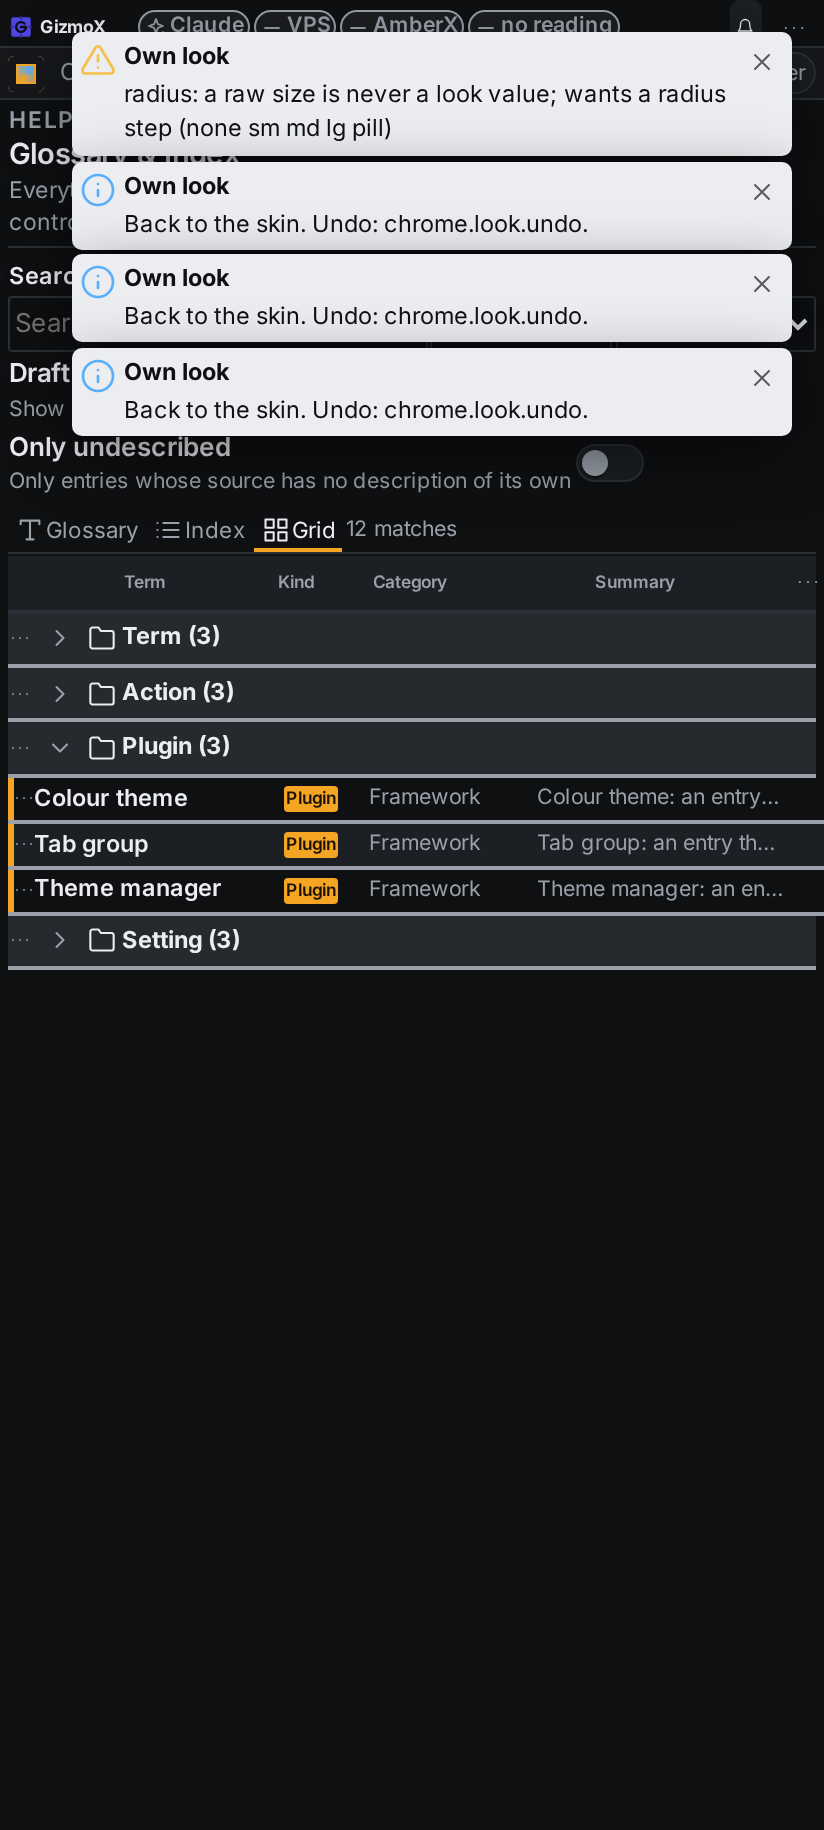 GizmoX
Claude
VPS
AmberX
no reading
Own look
radius: a raw size is never a look value; wants a radius
step (none sm md lg pill)
Own look
Back to the skin. Undo: chrome.look.undo.
Own look
Back to the skin. Undo: chrome.look.undo.
Own look
Back to the skin. Undo: chrome.look.undo.
HELP
Glossary & Index
Draft
Show
Only undescribed
Only entries whose source has no description of its own
Glossary
Index
Grid
12 matches
Term
Kind
Category
Summary
Term (3)
Action (3)
Plugin (3)
Colour theme
Plugin
Framework
Colour theme: an entry...
Tab group
Plugin
Framework
Tab group: an entry th...
Theme manager
Plugin
Framework
Theme manager: an en...
Setting (3)